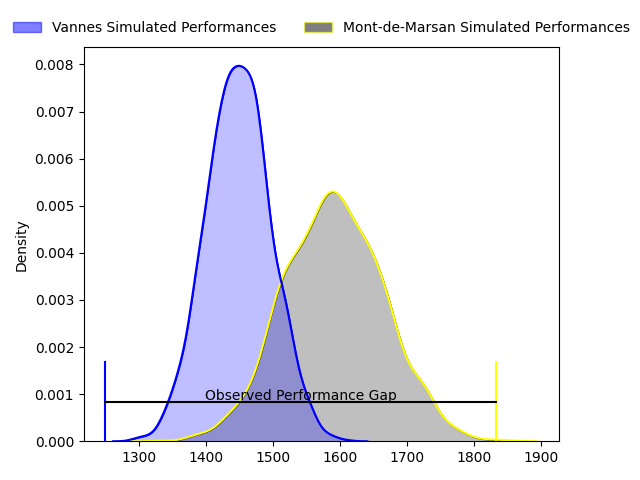 Vannes Simulated Performances
Mont-de-Marsan Simulated Performances
0.008
0.007
0.006
0.005
0.004
0.003
0.002
0.001
0.000
Density
Observed Performance Gap
1300 1400 1500 1600 1700 1800 1900